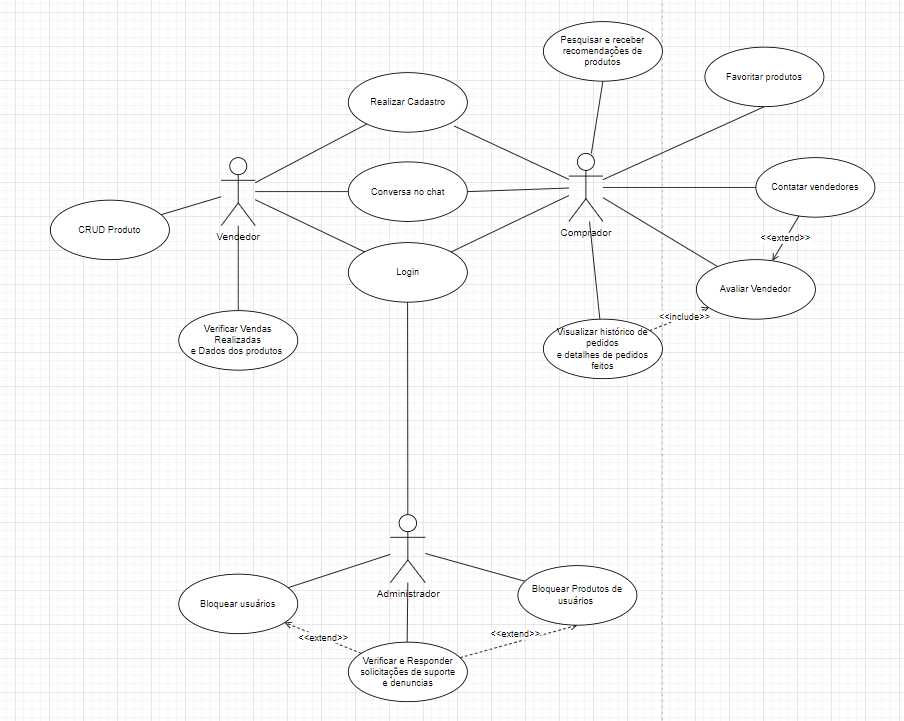 Pesquisar e receber
recomendações de
produtos
Favoritar produtos
Realizar Cadastro
Conversa no chat
Contatar vendedores
CRUD Produto
Vendedor
Comprador
<<extend>>
Login
Avaliar Vendedor
<<include>>
Verificar Vendas
Realizadas
e Dados dos produtos
Visualizar histórico de
pedidos
e detalhes de pedidos
feitos
Administrador
Bloquear usuários
Bloquear Produtos de
usuários
<<extend>>
<<extend>>
Verificar e Responder
solicitações de suporte
e denuncias